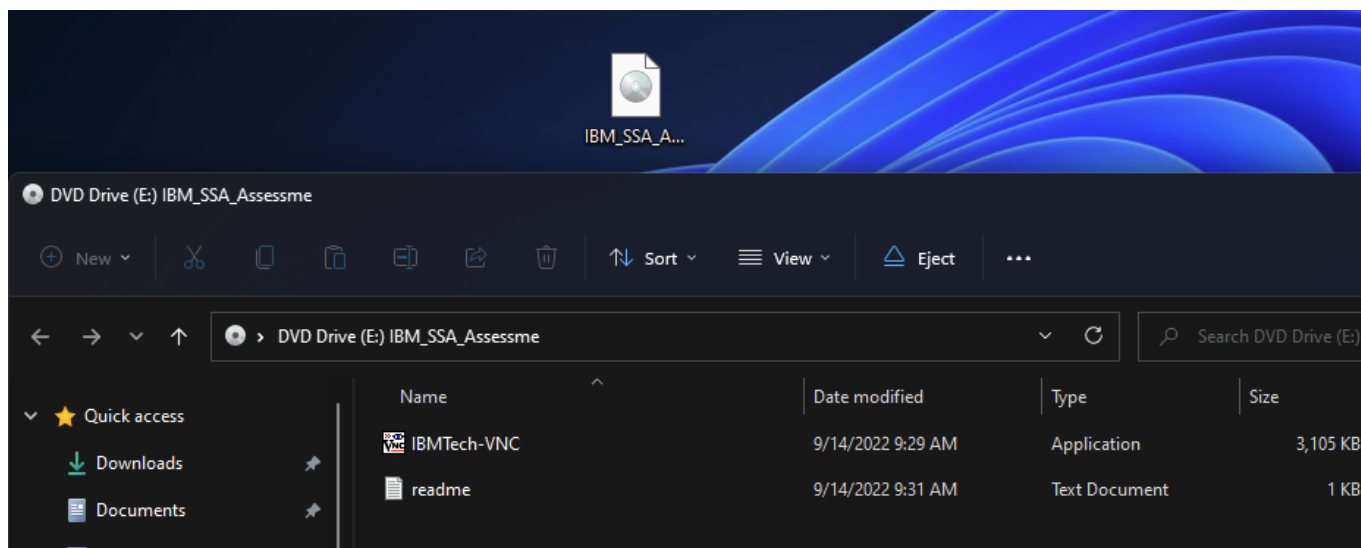 IBM_SSA_A...
DVD Drive (E:) IBM_SSA_Assessme
New
Sort
View
Eject
DVD Drive (E:) IBM_SSA_Assessme
Search DVD Drive (E:)
Name Date modified Type Size
Quick access
Downloads
Documents
IBMTech-VNC 9/14/2022 9:29 AM Application 3,105 KB
readme 9/14/2022 9:31 AM Text Document 1 KB